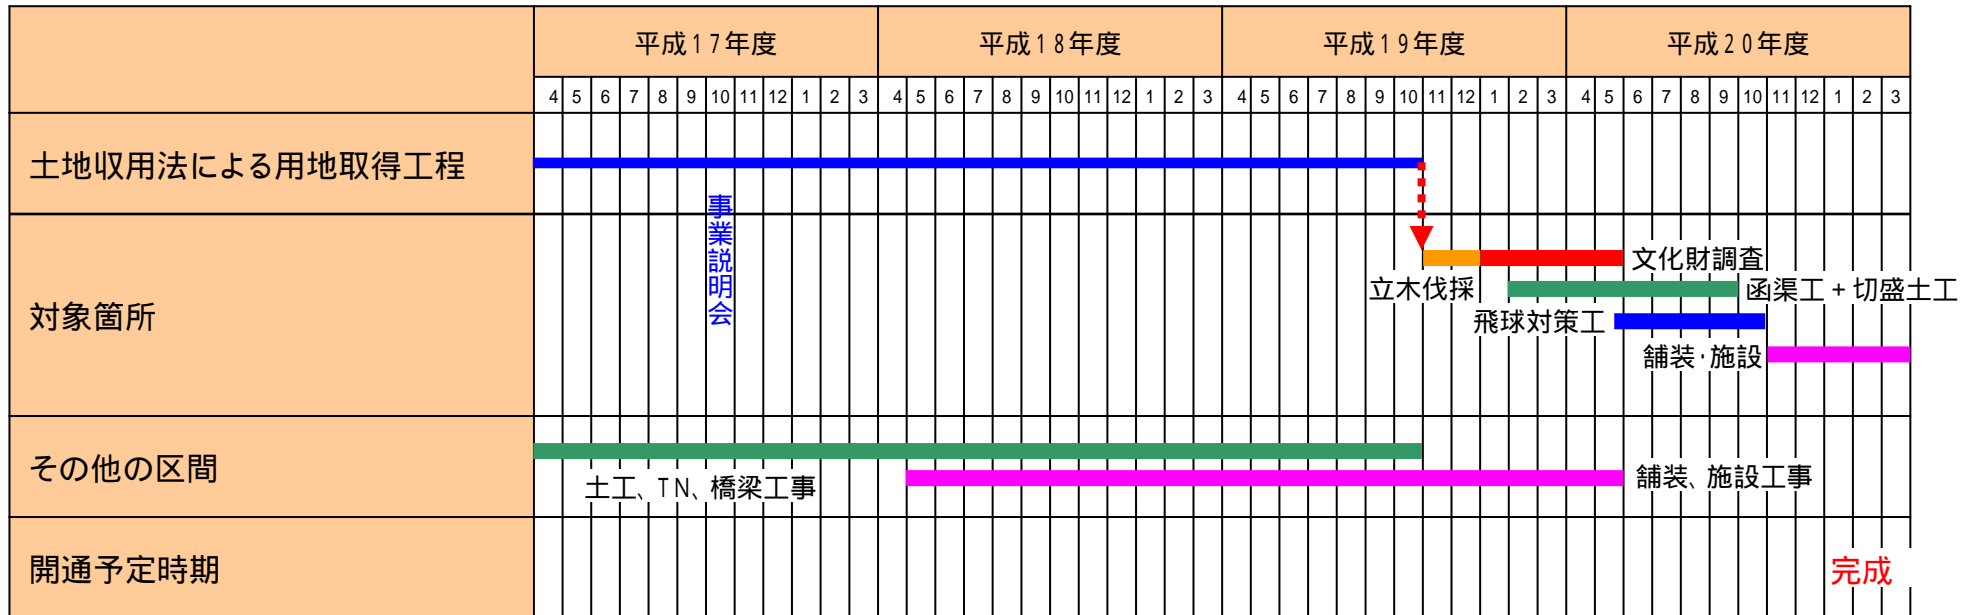 平成17年度 平成18年度 平成19年度 平成20年度
4 5 6 7 8 9 10 11 12 1 2 3 4 5 6 7 8 9 10 11 12 1 2 3 4 5 6 7 8 9 10 11 12 1 2 3 4 5 6 7 8 9 10 11 12 1 2 3
土地収用法による用地取得工程
事業説明会
対象箇所
文化財調査
立木伐採
函渠工+切盛土工
飛球対策工
舗装・施設
その他の区間
土工、TN、橋梁工事
舗装、施設工事
開通予定時期
完成